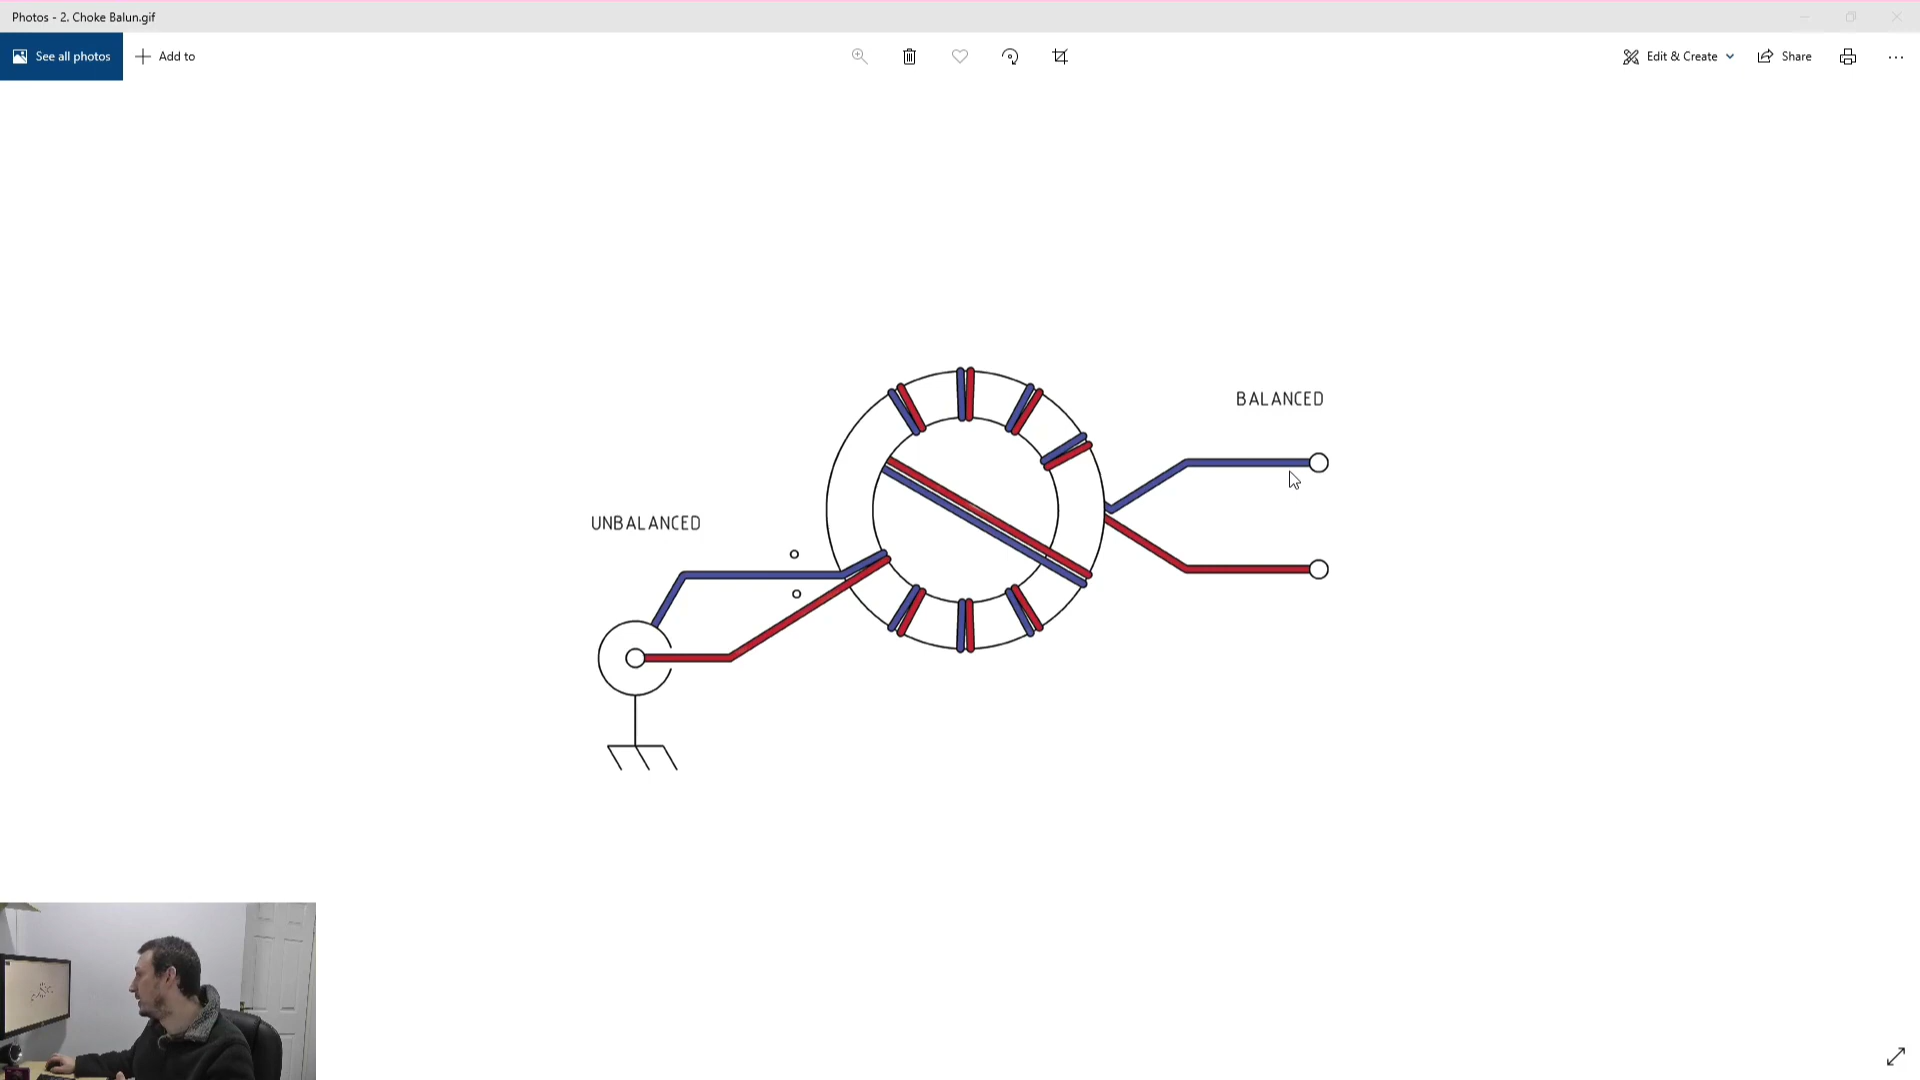 Photos - 2. Choke Balun.gif
See all photos
Add to
Edit & Create
Share
BALANCED
UNBALANCED